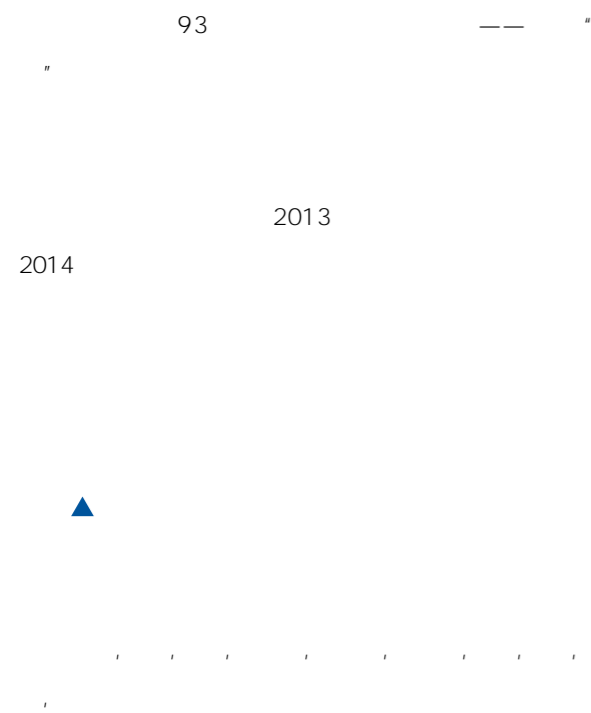 93 —— “
”
2013
2014
▲
, , , , , , , ,
,